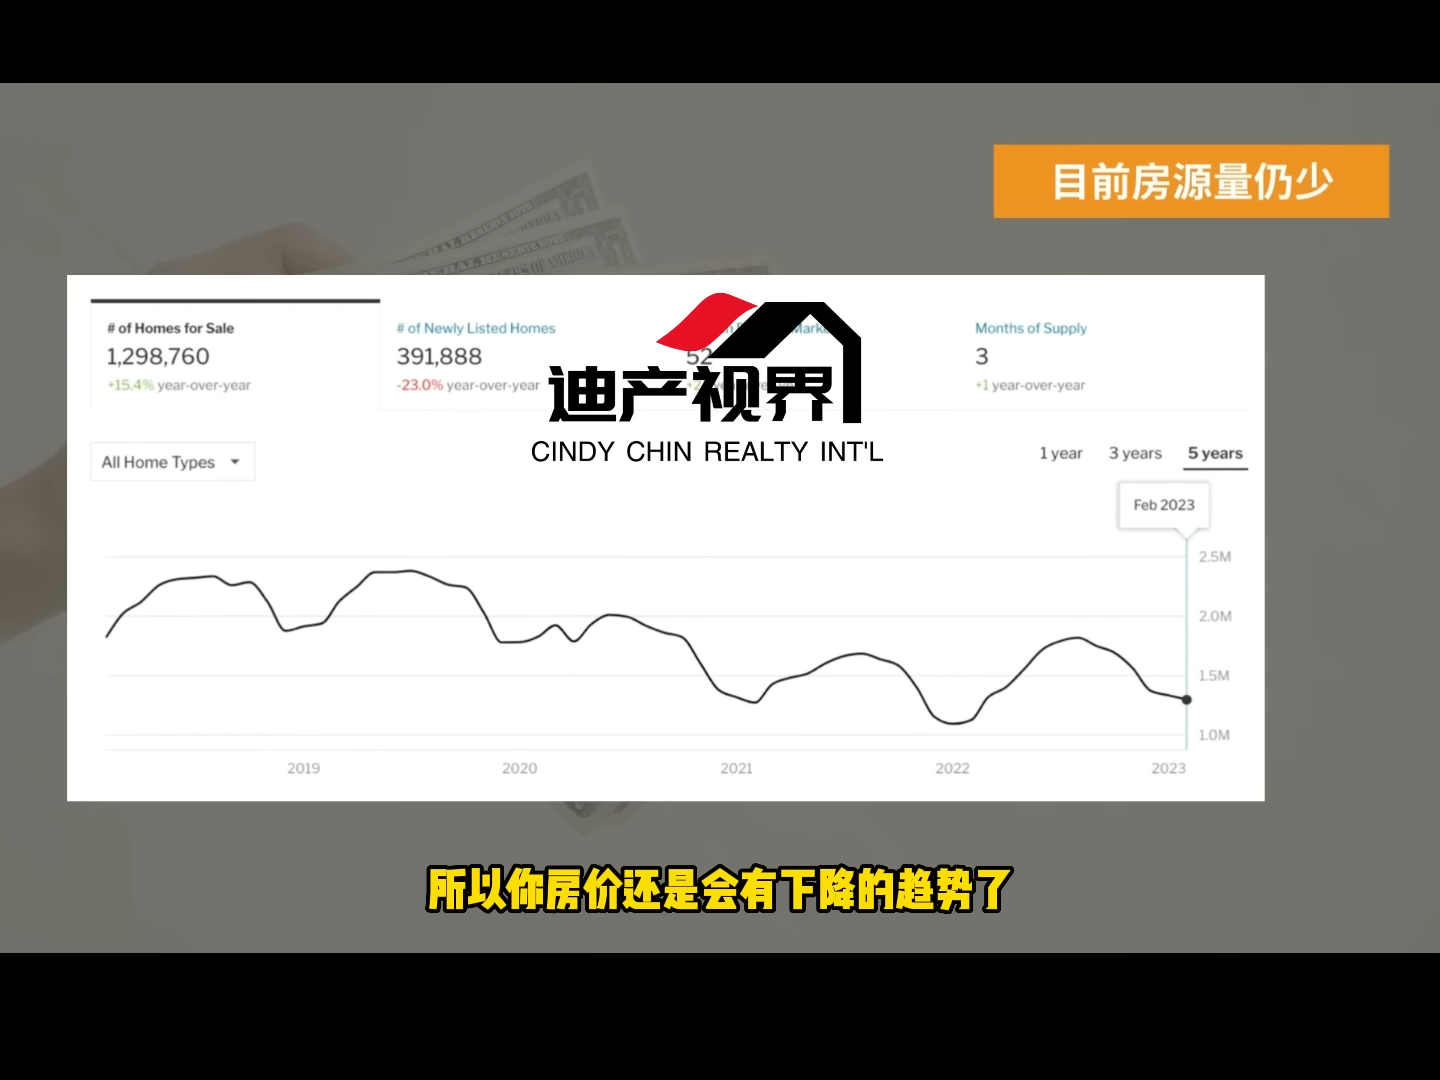 目前房源量仍少
# of Homes for Sale
1,298,760
+15.4% year-over-year
# of Newly Listed Homes
391,888
-23.0% year-over-year
52
Months of Supply
3
+1 year-over-year
迪产视界
CINDY CHIN REALTY INT'L
All Home Types
1 year 3 years 5 years
Feb 2023
2.5M
2.0M
1.5M
1.0M
2019 2020 2021 2022 2023
所以你房价还是会有下降的趋势了